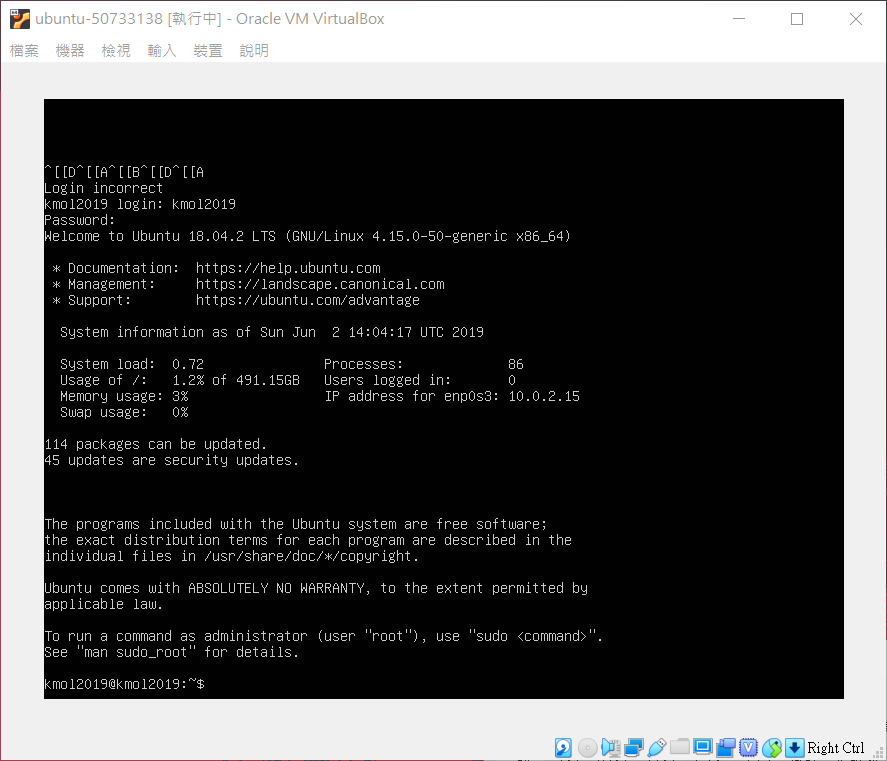 ubuntu-50733138 [執行中] - Oracle VM VirtualBox
檔案 機器 檢視 輸入 裝置 說明
^[[D^[[A^[[B^[[D^[[A
Login incorrect
kmol2019 login: kmol2019
Password:
Welcome to Ubuntu 18.04.2 LTS (GNU/Linux 4.15.0-50-generic x86_64)
* Documentation: https://help.ubuntu.com
* Management: https://landscape.canonical.com
* Support: https://ubuntu.com/advantage
System information as of Sun Jun 2 14:04:17 UTC 2019
System load: 0.72 Processes: 86
Usage of /: 1.2% of 491.15GB Users logged in: 0
Memory usage: 3% IP address for enp0s3: 10.0.2.15
Swap usage: 0%
114 packages can be updated.
45 updates are security updates.
The programs included with the Ubuntu system are free software;
the exact distribution terms for each program are described in the
individual files in /usr/share/doc/*/copyright.
Ubuntu comes with ABSOLUTELY NO WARRANTY, to the extent permitted by
applicable law.
To run a command as administrator (user "root"), use "sudo <command>".
See "man sudo_root" for details.
kmol2019@kmol2019:~$
Right Ctrl